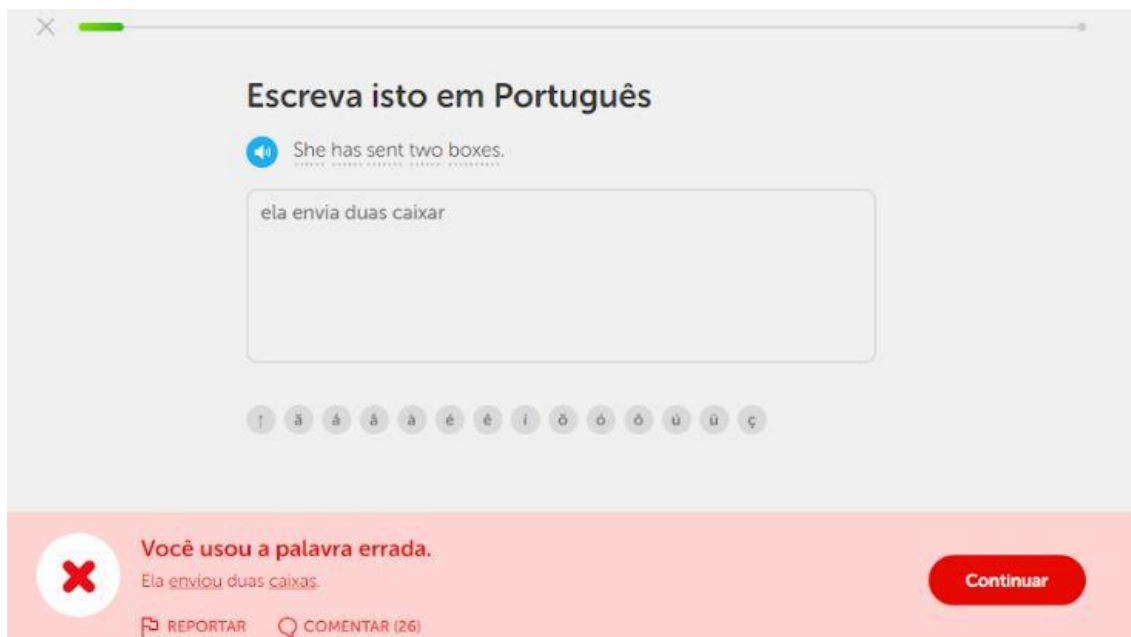 Escreva isto em Português
She has sent two boxes.
ela envia duas caixar
↑ ã á â à é ê í õ ó ô ú ü ç
Você usou a palavra errada.
Ela enviou duas caixas.
Continuar
REPORTAR COMENTAR (26)